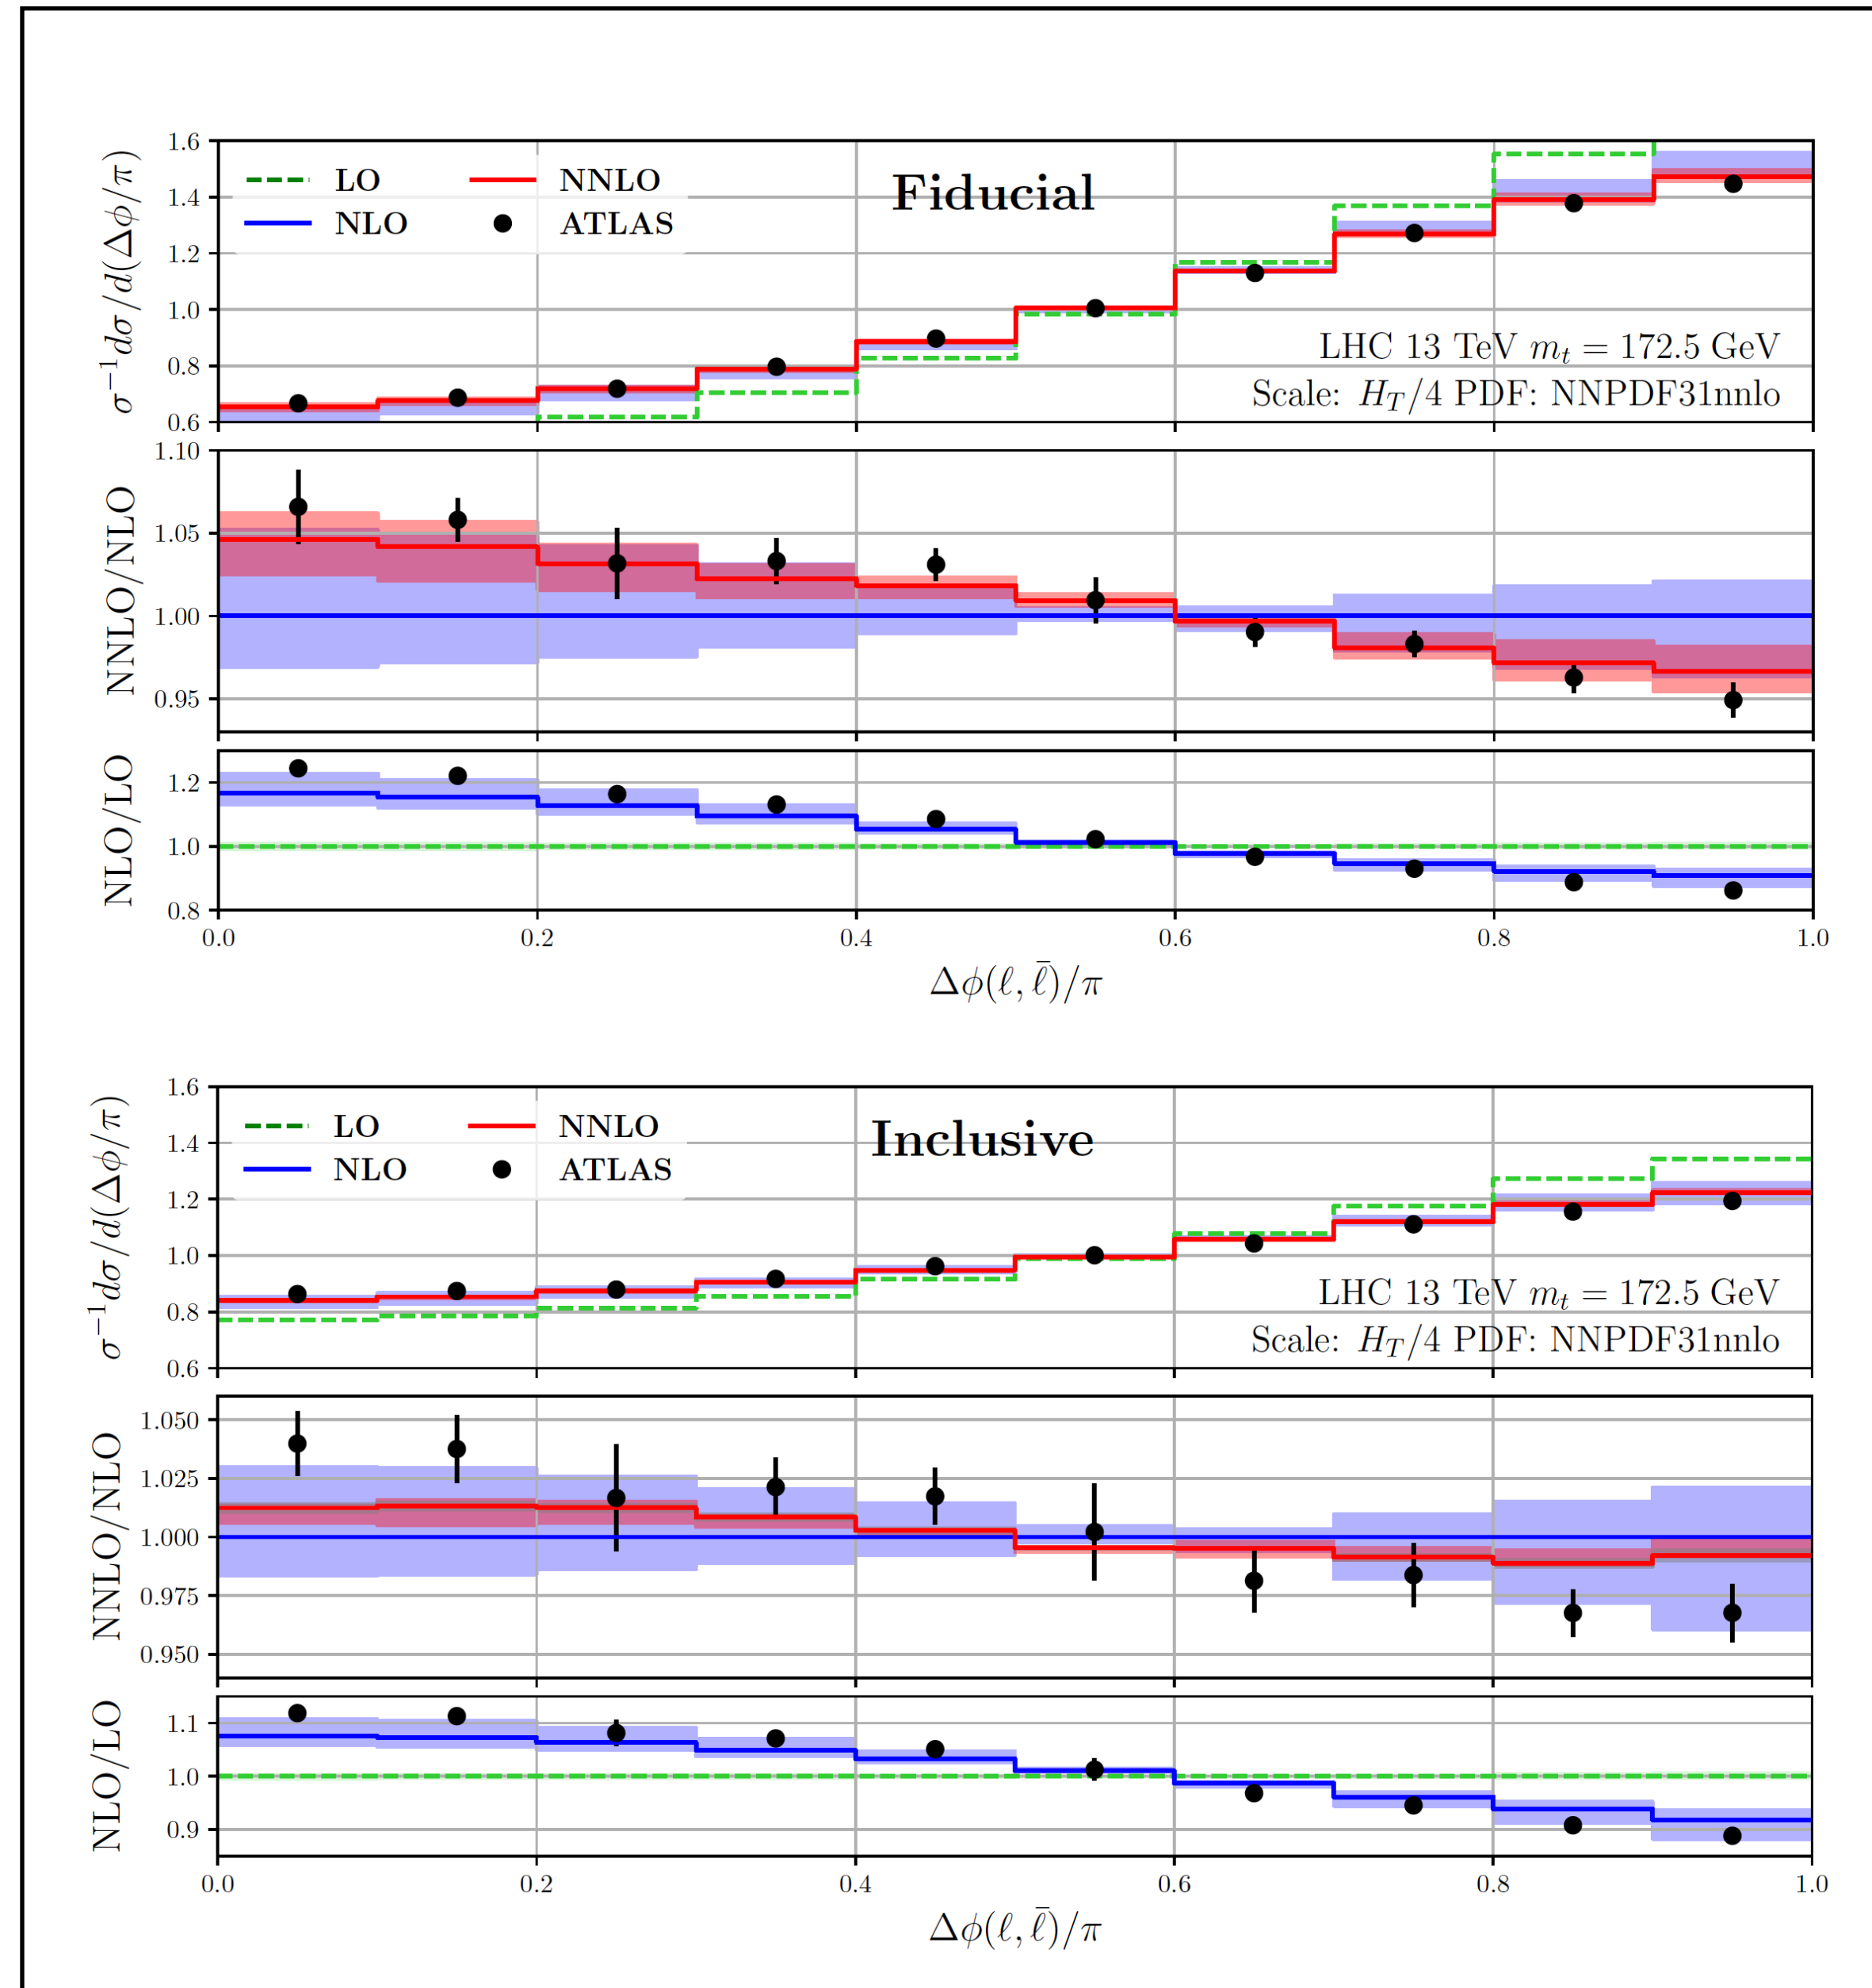 Fiducial
LO
NNLO
NLO
ATLAS
σ⁻¹dσ/d(Δϕ/π)
1.6
1.4
1.2
1.0
0.8
0.6
LHC 13 TeV mₜ = 172.5 GeV
Scale: H_T/4 PDF: NNPDF31nnlo
NNLO/NLO
1.10
1.05
1.00
0.95
NLO/LO
1.2
1.0
0.8
0.0 0.2 0.4 0.6 0.8 1.0
Δϕ(ℓ, ℓ̄)/π
Inclusive
LO
NNLO
NLO
ATLAS
σ⁻¹dσ/d(Δϕ/π)
1.6
1.4
1.2
1.0
0.8
0.6
LHC 13 TeV mₜ = 172.5 GeV
Scale: H_T/4 PDF: NNPDF31nnlo
NNLO/NLO
1.050
1.025
1.000
0.975
0.950
NLO/LO
1.1
1.0
0.9
0.0 0.2 0.4 0.6 0.8 1.0
Δϕ(ℓ, ℓ̄)/π